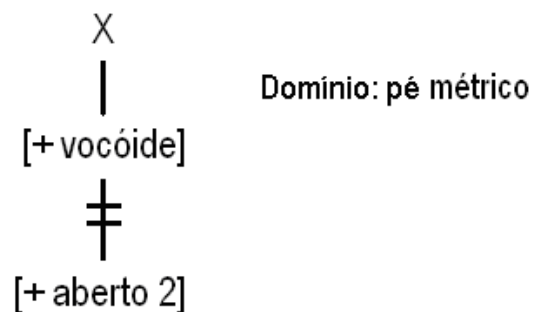 X
Domínio: pé métrico
[+ vocóide]
[+ aberto 2]